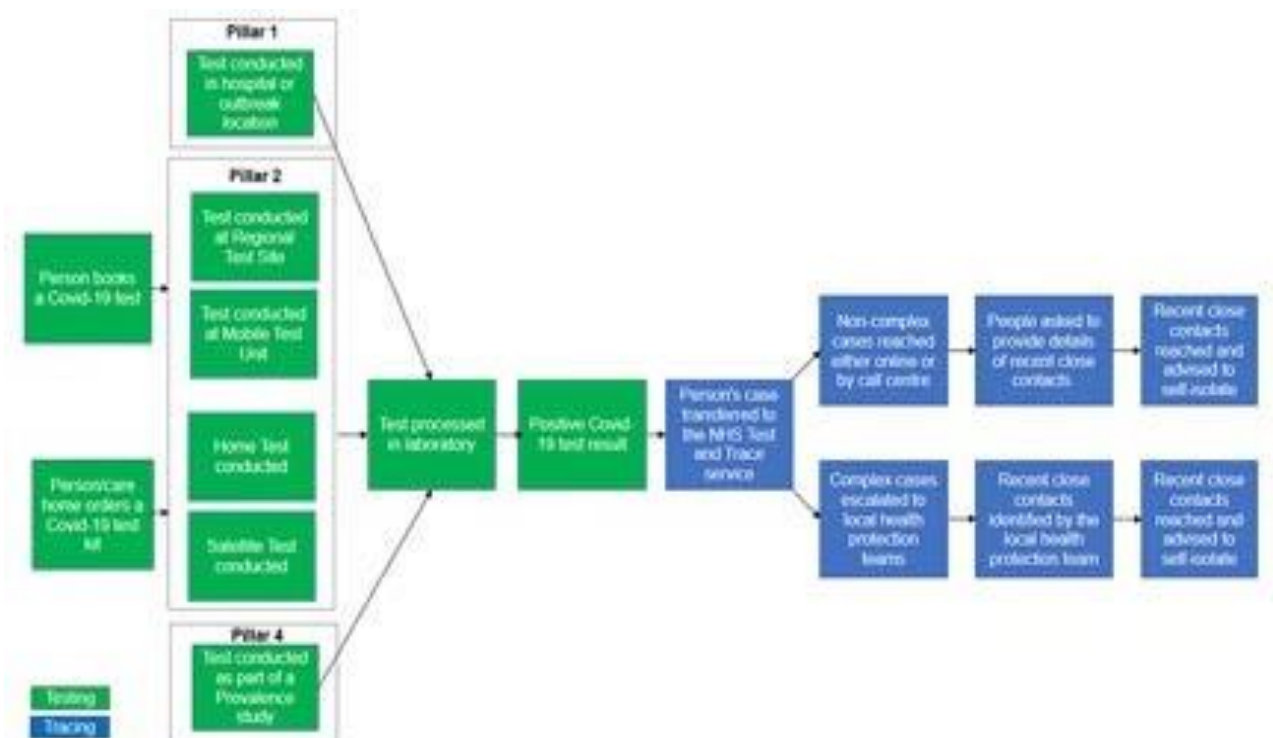 Pillar 1
Test conducted
in hospital or
outbreak
location
Pillar 2
Test conducted
at Regional
Test Site
Test conducted
at Mobile Test
Unit
Home Test
conducted
Satellite Test
conducted
Person books
a Covid-19 test
Person/care
home orders a
Covid-19 test
kit
Pillar 4
Test conducted
as part of a
Prevalence
study
Test processed
in laboratory
Positive Covid-
19 test result
Person's case
transferred to
the NHS Test
and Trace
service
Non-complex
cases reached
either online or
by call centre
People asked to
provide details
of recent close
contacts
Recent close
contacts
reached and
advised to
self-isolate
Complex cases
escalated to
local health
protection
teams
Recent close
contacts
identified by the
local health
protection team
Recent close
contacts
reached and
advised to
self-isolate
Testing
Tracing